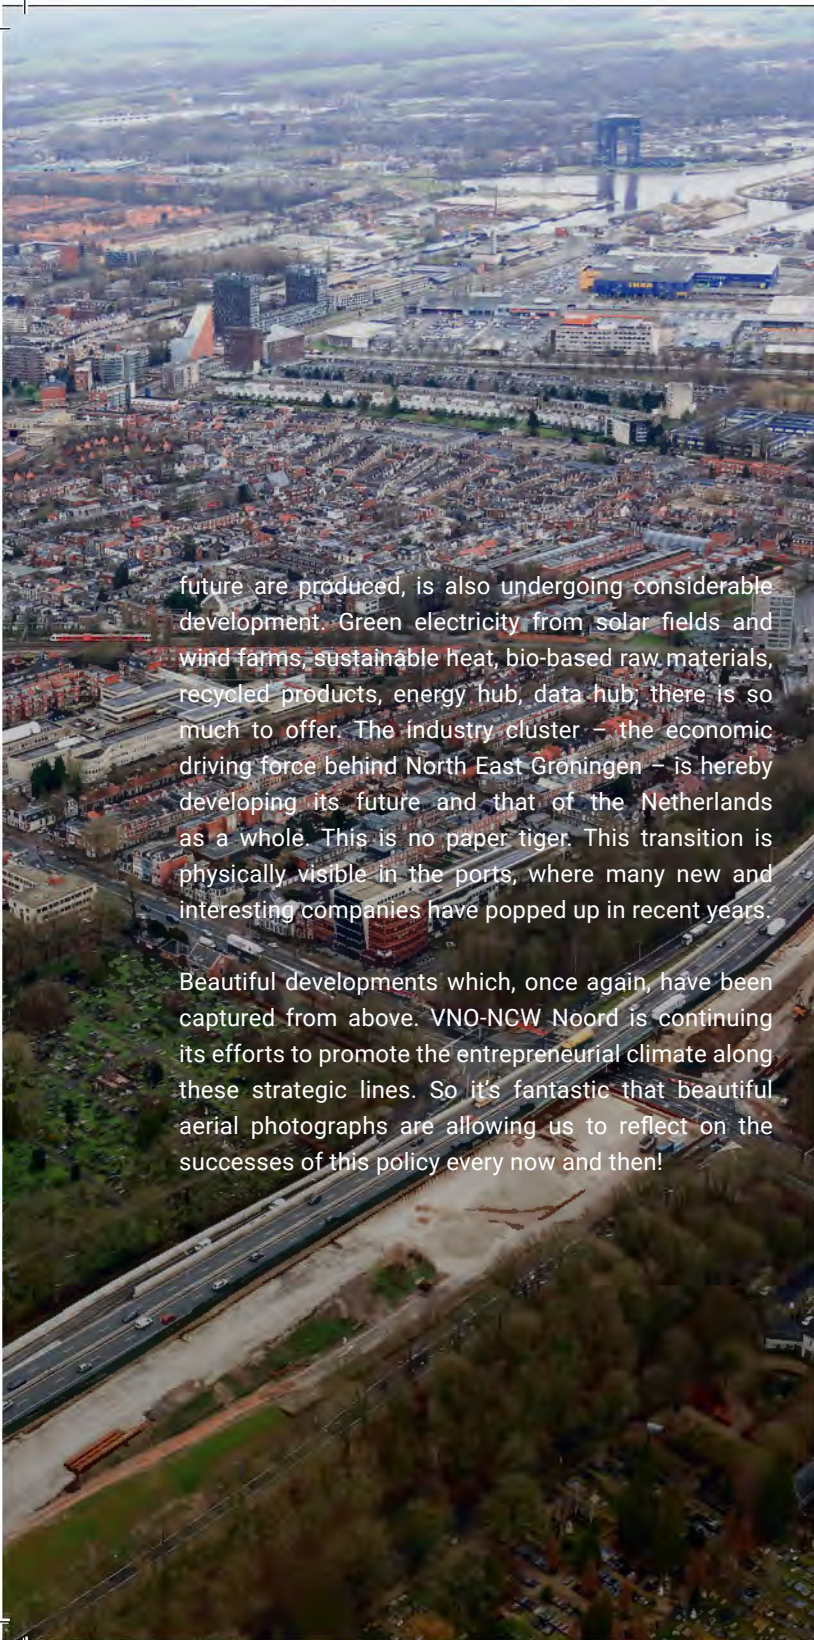 IKEA
future are produced, is also undergoing considerable
development. Green electricity from solar fields and
wind farms, sustainable heat, bio-based raw materials,
recycled products, energy hub, data hub; there is so
much to offer. The industry cluster – the economic
driving force behind North East Groningen – is hereby
developing its future and that of the Netherlands
as a whole. This is no paper tiger. This transition is
physically visible in the ports, where many new and
interesting companies have popped up in recent years.
Beautiful developments which, once again, have been
captured from above. VNO-NCW Noord is continuing
its efforts to promote the entrepreneurial climate along
these strategic lines. So it’s fantastic that beautiful
aerial photographs are allowing us to reflect on the
successes of this policy every now and then!